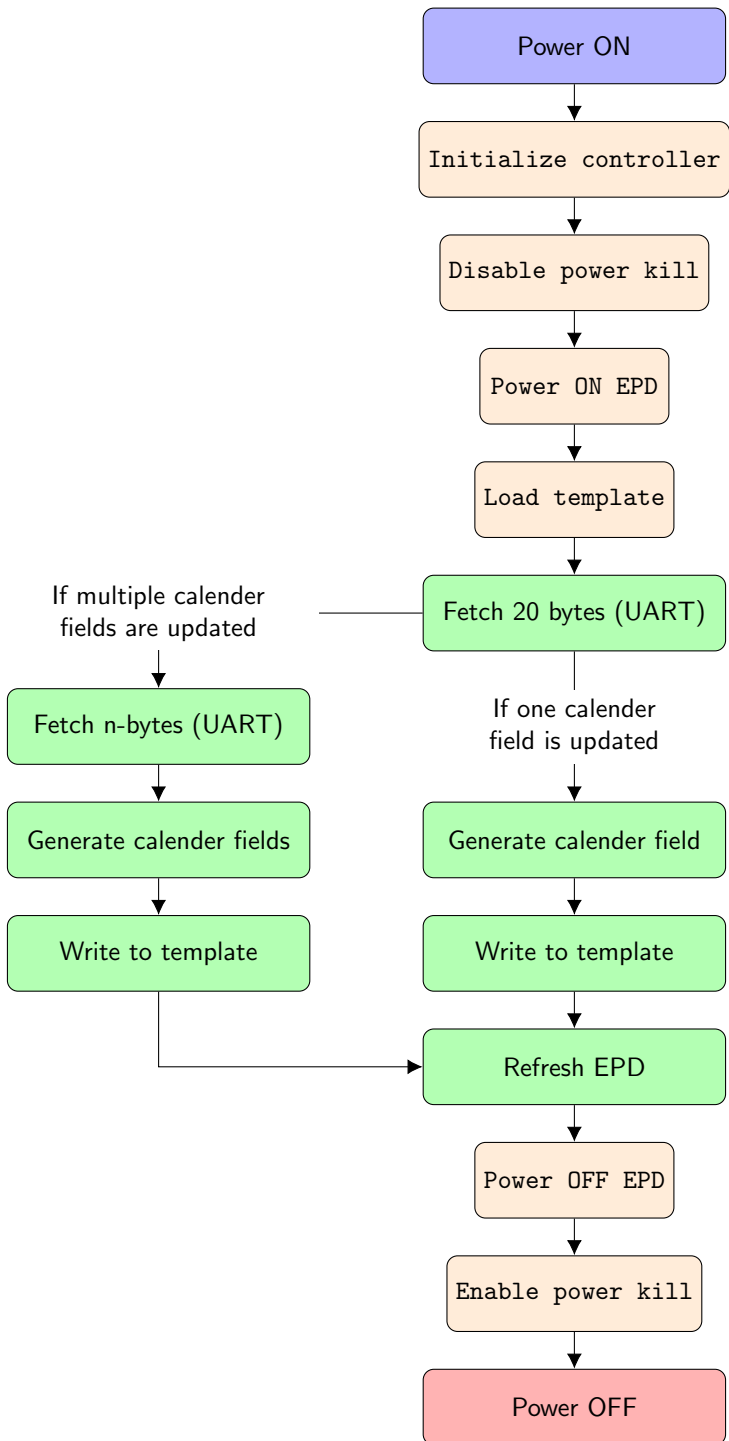 Power ON
Initialize controller
Disable power kill
Power ON EPD
Load template
Fetch 20 bytes (UART)
If multiple calender
fields are updated
Fetch n-bytes (UART)
Generate calender fields
Write to template
If one calender
field is updated
Generate calender field
Write to template
Refresh EPD
Power OFF EPD
Enable power kill
Power OFF